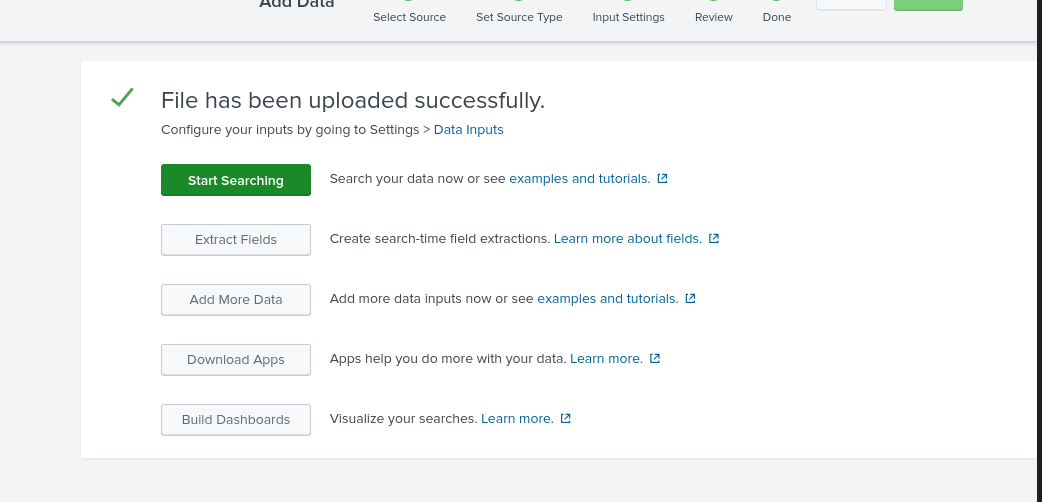 Add Data
Select Source Set Source Type Input Settings Review Done
File has been uploaded successfully.
Configure your inputs by going to Settings > Data Inputs
Start Searching Search your data now or see examples and tutorials.
Extract Fields Create search-time field extractions. Learn more about fields.
Add More Data Add more data inputs now or see examples and tutorials.
Download Apps Apps help you do more with your data. Learn more.
Build Dashboards Visualize your searches. Learn more.